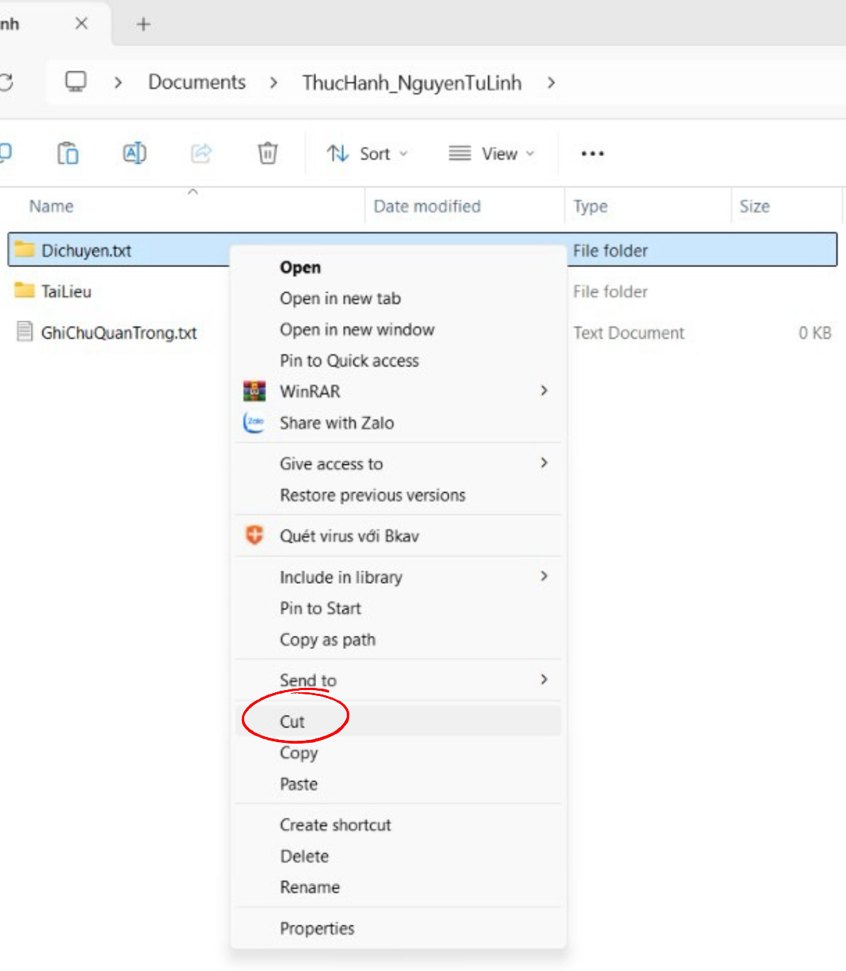 nh
Documents
ThucHanh_NguyenTuLinh
Sort
View
Name
Date modified
Type
Size
Dichuyen.txt
File folder
TaiLieu
File folder
GhiChuQuanTrong.txt
Text Document
0 KB
Open
Open in new tab
Open in new window
Pin to Quick access
WinRAR
Zalo
Share with Zalo
Give access to
Restore previous versions
Quét virus với Bkav
Include in library
Pin to Start
Copy as path
Send to
Cut
Copy
Paste
Create shortcut
Delete
Rename
Properties